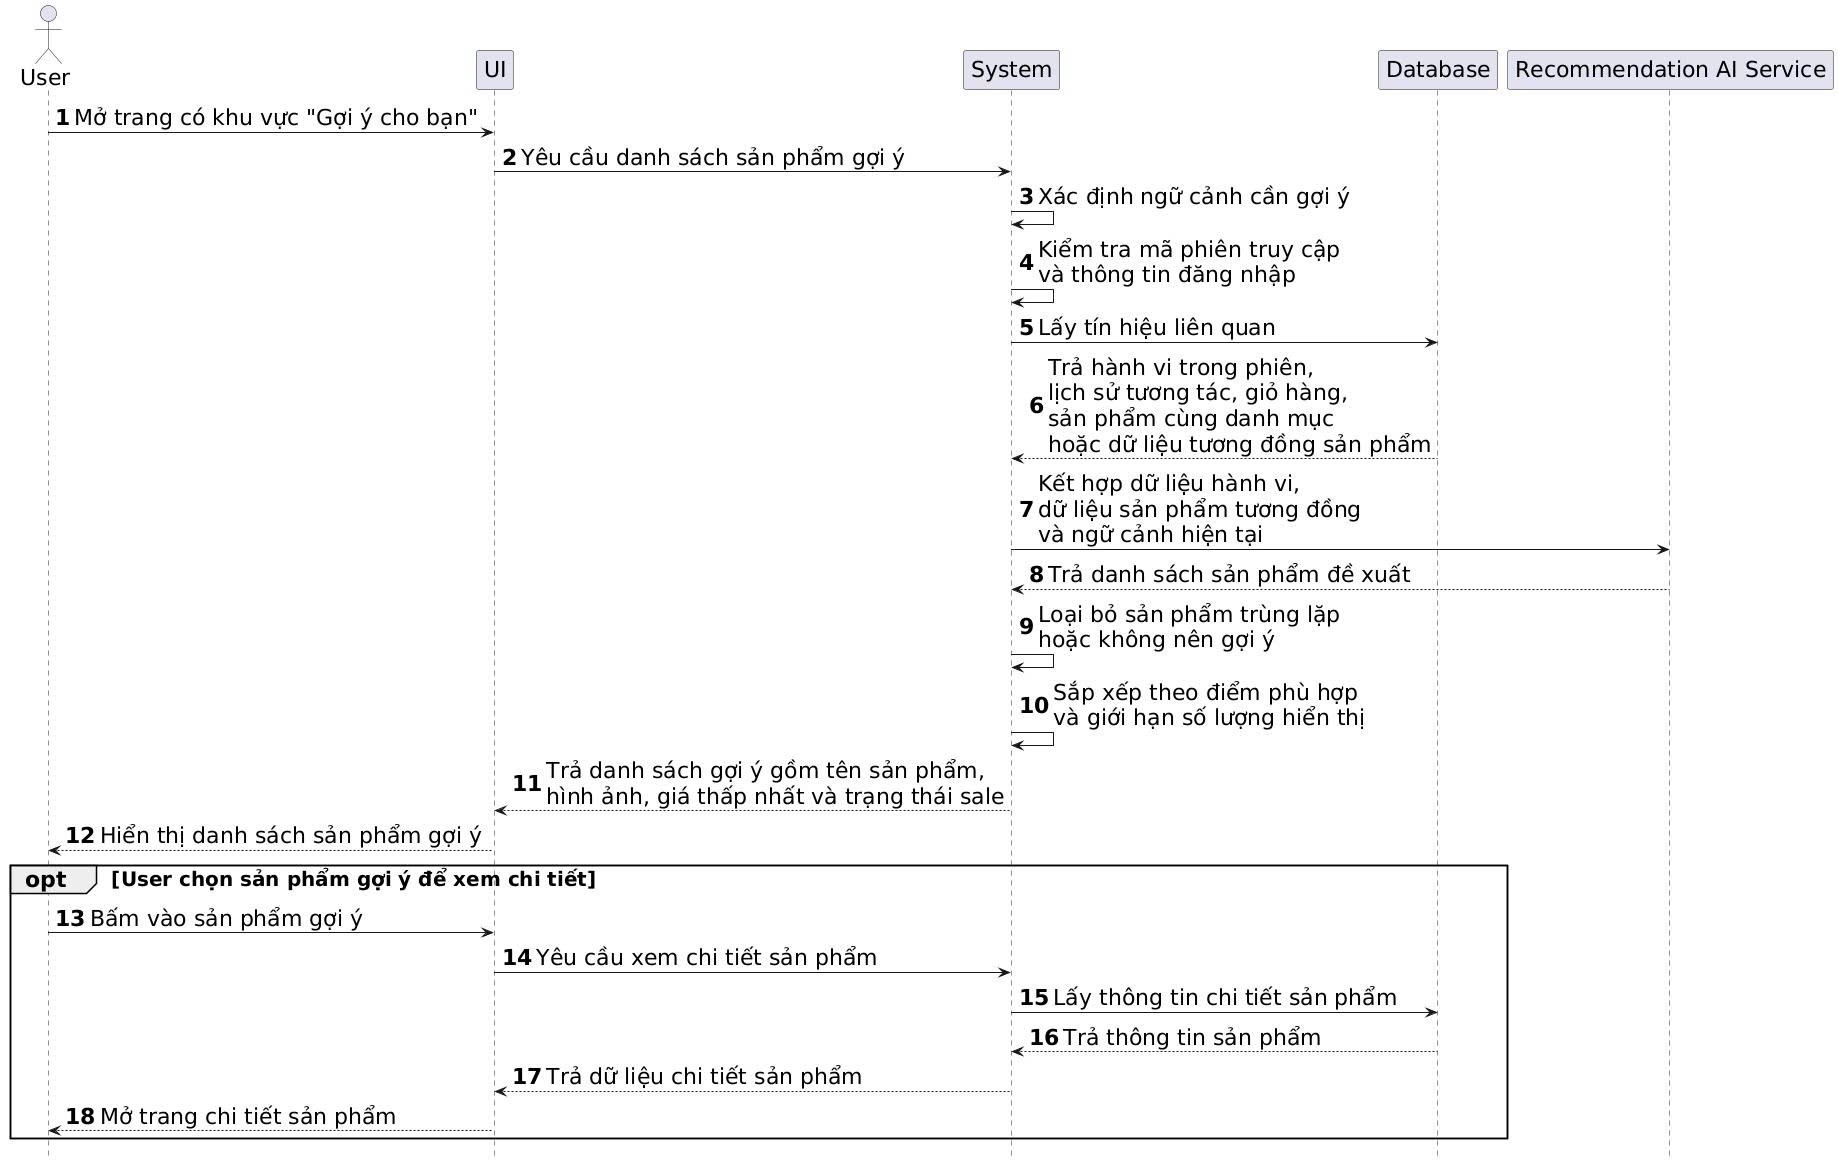 User
UI
System
Database
Recommendation AI Service
1 Mở trang có khu vực "Gợi ý cho bạn"
2 Yêu cầu danh sách sản phẩm gợi ý
3 Xác định ngữ cảnh cần gợi ý
4 Kiểm tra mã phiên truy cập
và thông tin đăng nhập
5 Lấy tín hiệu liên quan
6 Trả hành vi trong phiên,
lịch sử tương tác, giỏ hàng,
sản phẩm cùng danh mục
hoặc dữ liệu tương đồng sản phẩm
7 Kết hợp dữ liệu hành vi,
dữ liệu sản phẩm tương đồng
và ngữ cảnh hiện tại
8 Trả danh sách sản phẩm đề xuất
9 Loại bỏ sản phẩm trùng lặp
hoặc không nên gợi ý
10 Sắp xếp theo điểm phù hợp
và giới hạn số lượng hiển thị
11 Trả danh sách gợi ý gồm tên sản phẩm,
hình ảnh, giá thấp nhất và trạng thái sale
12 Hiển thị danh sách sản phẩm gợi ý
opt [User chọn sản phẩm gợi ý để xem chi tiết]
13 Bấm vào sản phẩm gợi ý
14 Yêu cầu xem chi tiết sản phẩm
15 Lấy thông tin chi tiết sản phẩm
16 Trả thông tin sản phẩm
17 Trả dữ liệu chi tiết sản phẩm
18 Mở trang chi tiết sản phẩm